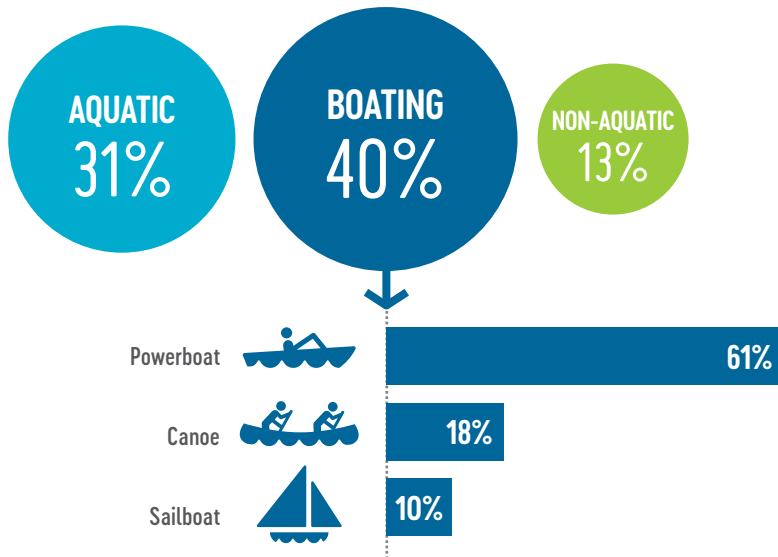 AQUATIC
31%
BOATING
40%
NON-AQUATIC
13%
Powerboat
61%
Canoe
18%
Sailboat
10%